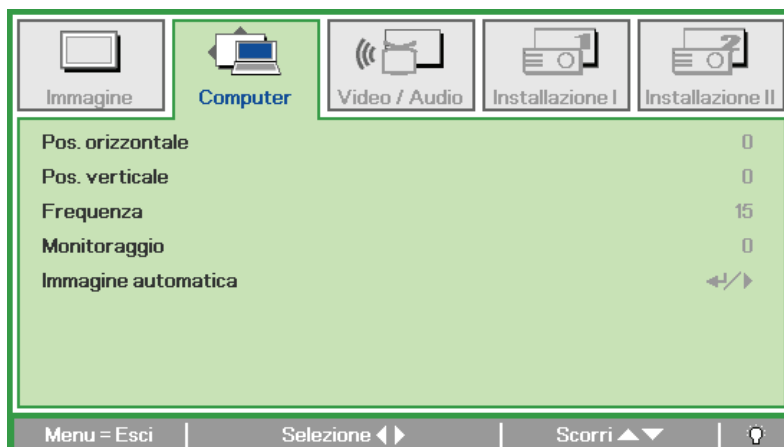 Immagine
Computer
Video / Audio
Installazione I
Installazione II
Pos. orizzontale 0
Pos. verticale 0
Frequenza 15
Monitoraggio 0
Immagine automatica
Menu = Esci Selezione Scorri